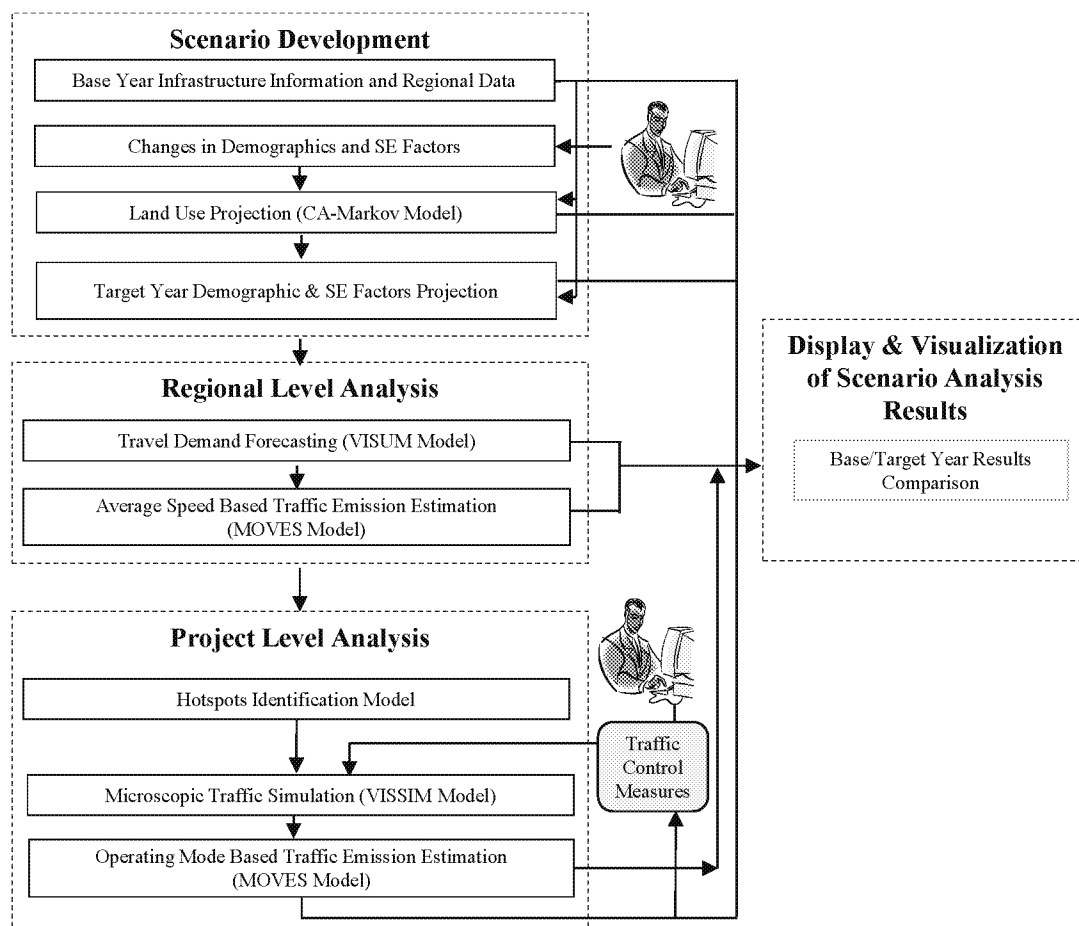 Scenario Development
Base Year Infrastructure Information and Regional Data
Changes in Demographics and SE Factors
Land Use Projection (CA-Markov Model)
Target Year Demographic & SE Factors Projection
Regional Level Analysis
Travel Demand Forecasting (VISUM Model)
Average Speed Based Traffic Emission Estimation
(MOVES Model)
Display & Visualization
of Scenario Analysis
Results
Base/Target Year Results
Comparison
Project Level Analysis
Hotspots Identification Model
Traffic
Control
Measures
Microscopic Traffic Simulation (VISSIM Model)
Operating Mode Based Traffic Emission Estimation
(MOVES Model)